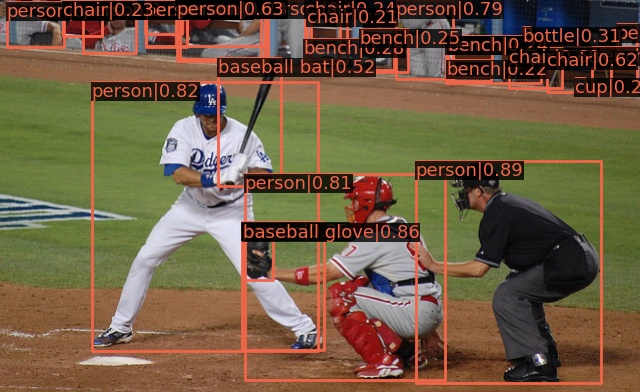 person|0.63
person|0.79
chair|0.23
chair|0.21
bench|0.25
bottle|0.31
bench|0.28
chair|0.62
bench|0.22
cup|0.2
baseball bat|0.52
person|0.82
LA
Dodgers
person|0.81
person|0.89
baseball glove|0.86